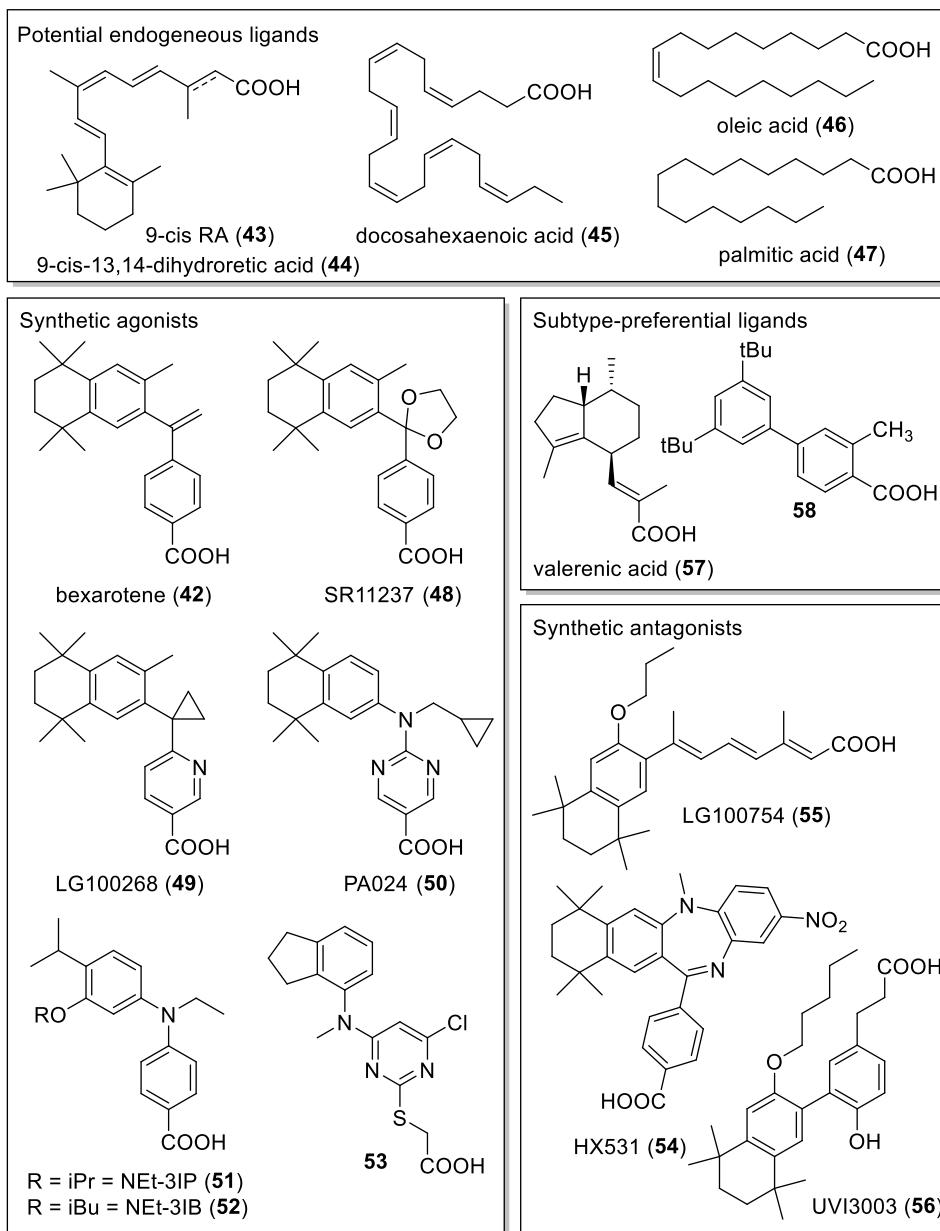 Potential endogeneous ligands
COOH
9-cis RA (43)
9-cis-13,14-dihydroretic acid (44)
COOH
docosahexaenoic acid (45)
COOH
oleic acid (46)
COOH
palmitic acid (47)
Synthetic agonists
COOH
bexarotene (42)
O
O
COOH
SR11237 (48)
N
COOH
LG100268 (49)
N
N
N
COOH
PA024 (50)
RO
N
COOH
R = iPr = NEt-3IP (51)
R = iBu = NEt-3IB (52)
N
Cl
N
N
S
COOH
53
Subtype-preferential ligands
H
COOH
valerenic acid (57)
tBu
tBu
CH3
COOH
58
Synthetic antagonists
O
COOH
LG100754 (55)
N
NO2
N
HOOC
HX531 (54)
COOH
O
OH
UVI3003 (56)